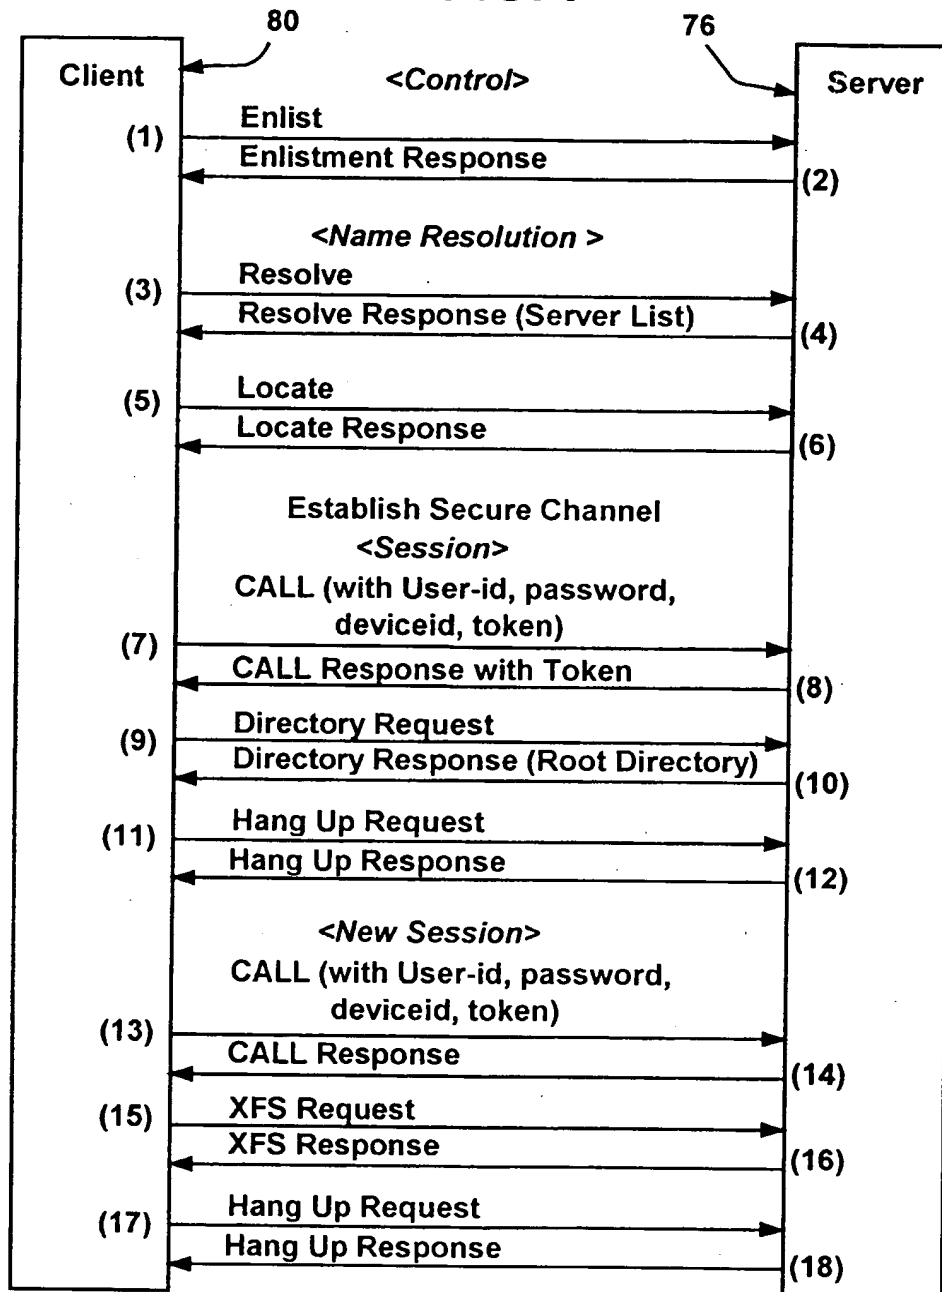 80
76
Client
<Control>
Server
(1)
Enlist
Enlistment Response
(2)
<Name Resolution >
(3)
Resolve
Resolve Response (Server List)
(4)
(5)
Locate
Locate Response
(6)
Establish Secure Channel
<Session>
CALL (with User-id, password,
deviceid, token)
(7)
CALL Response with Token
(8)
(9)
Directory Request
Directory Response (Root Directory)
(10)
(11)
Hang Up Request
Hang Up Response
(12)
<New Session>
CALL (with User-id, password,
deviceid, token)
(13)
CALL Response
(14)
(15)
XFS Request
XFS Response
(16)
(17)
Hang Up Request
Hang Up Response
(18)